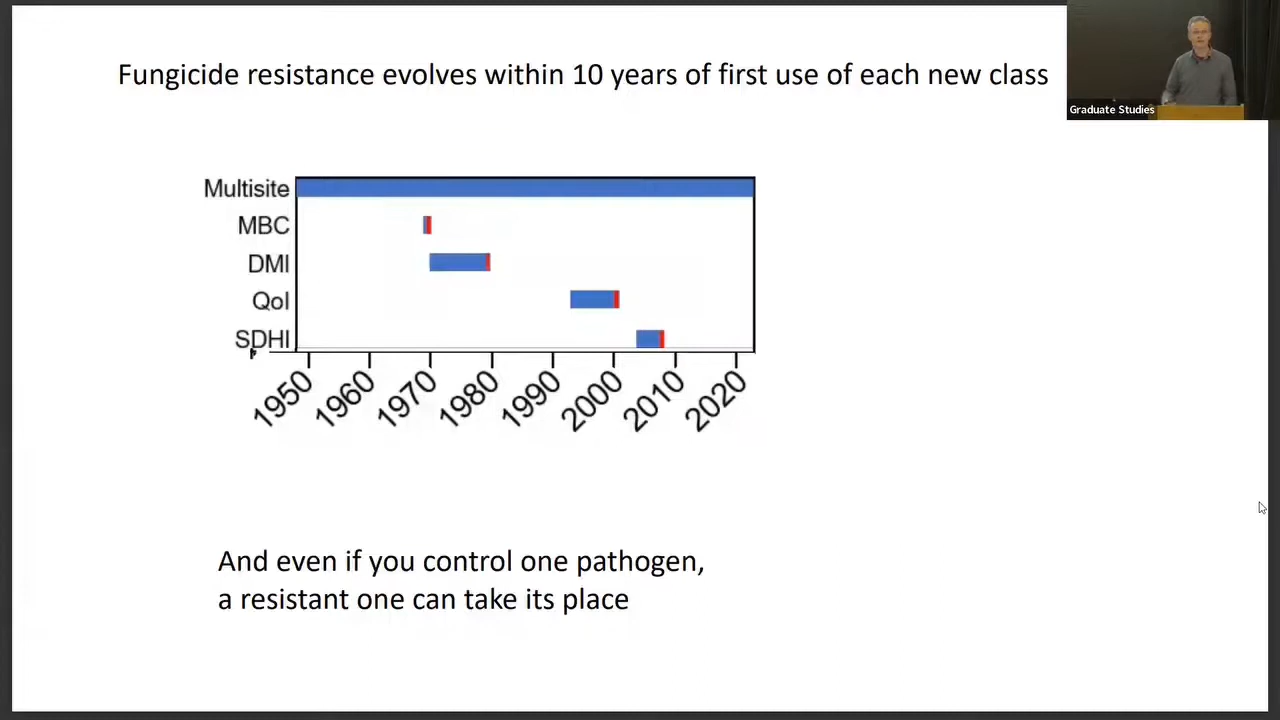 Fungicide resistance evolves within 10 years of first use of each new class
Graduate Studies
Multisite
MBC
DMI
QoI
SDHI
1950
1960
1970
1980
1990
2000
2010
2020
And even if you control one pathogen,
a resistant one can take its place